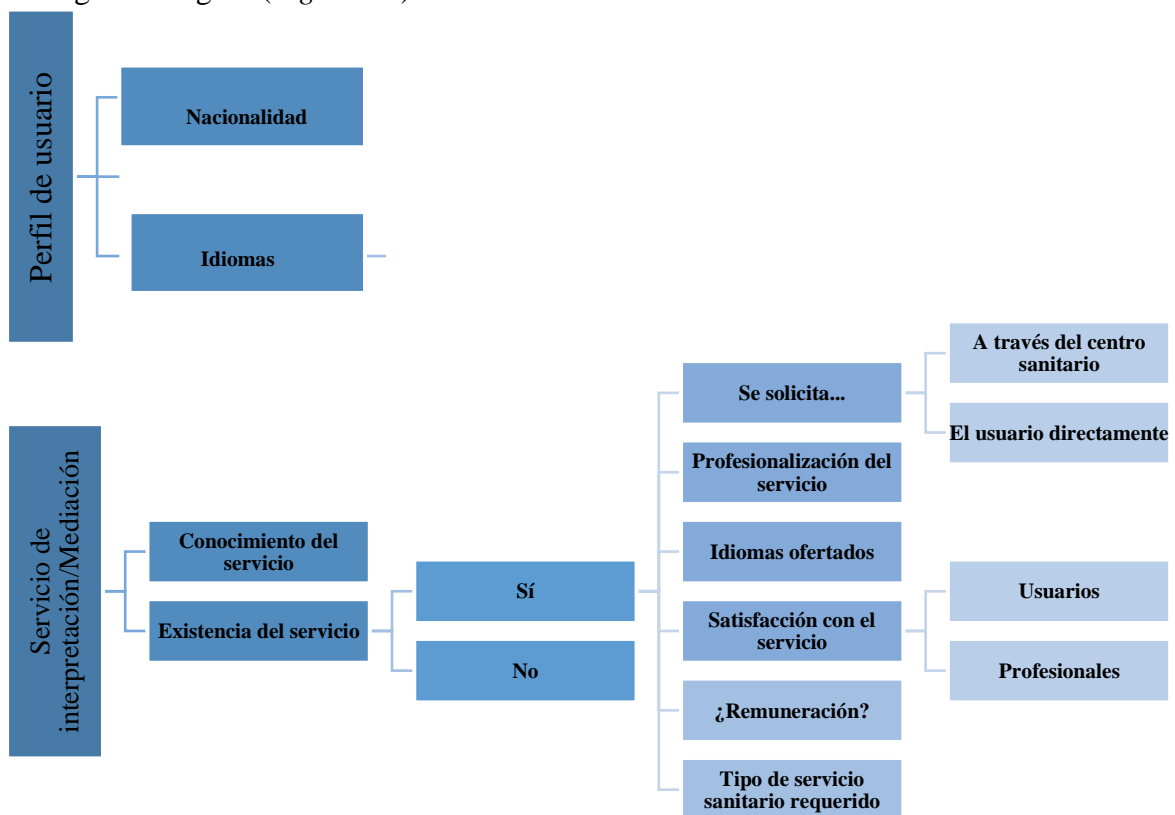 Perfil de usuario
Nacionalidad
Idiomas
Servicio de
interpretación/Mediación
Conocimiento del
servicio
Existencia del servicio
Sí
No
Se solicita...
A través del centro
sanitario
El usuario directamente
Profesionalización del
servicio
Idiomas ofertados
Satisfacción con el
servicio
Usuarios
Profesionales
¿Remuneración?
Tipo de servicio
sanitario requerido